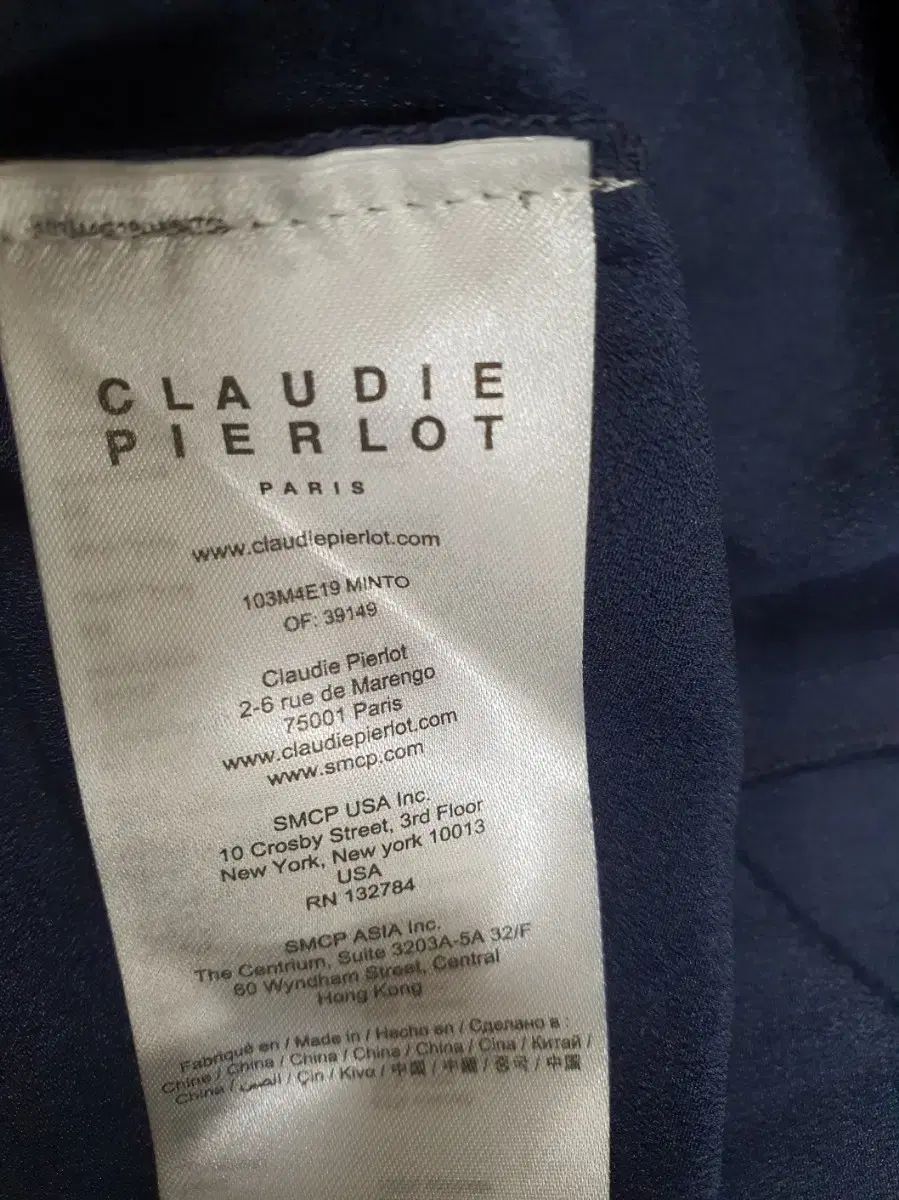 CLAUDIE
PIERLOT
PARIS
www.claudiepierlot.com
103M4E19 MINTO
OF: 39149
Claudie Pierlot
2-6 rue de Marengo
75001 Paris
www.claudiepierlot.com
www.smcp.com
SMCP USA Inc.
10 Crosby Street, 3rd Floor
New York, New york 10013
USA
RN 132784
SMCP ASIA Inc.
The Centrium, Suite 3203A-5A 32/F
60 Wyndham Street, Central
Hong Kong
Fabriqué en / Made in / Hecho en / Сделано в :
Chine / China / China / China / China / Cina / Китай /
China / الصين / Çin / Kivα / 中国 / 中國 / 중국 / 中国